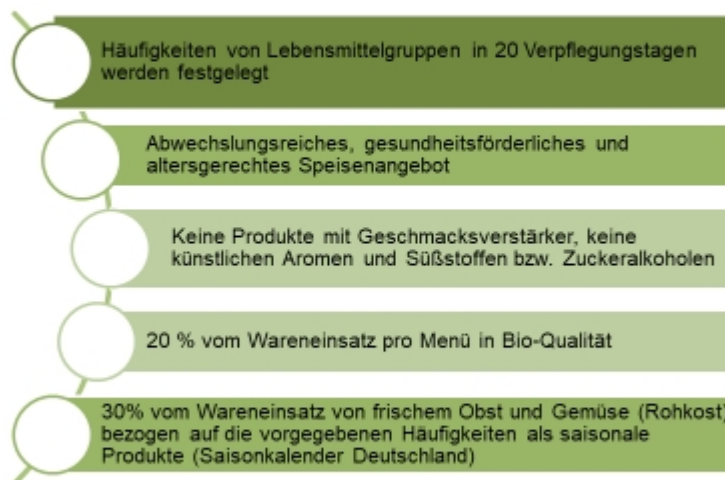 Häufigkeiten von Lebensmittelgruppen in 20 Verpflegungstagen
werden festgelegt
Abwechslungsreiches, gesundheitsförderliches und
altersgerechtes Speisenangebot
Keine Produkte mit Geschmacksverstärker, keine
künstlichen Aromen und Süßstoffen bzw. Zuckeralkoholen
20 % vom Wareneinsatz pro Menü in Bio-Qualität
30% vom Wareneinsatz von frischem Obst und Gemüse (Rohkost)
bezogen auf die vorgegebenen Häufigkeiten als saisonale
Produkte (Saisonkalender Deutschland)